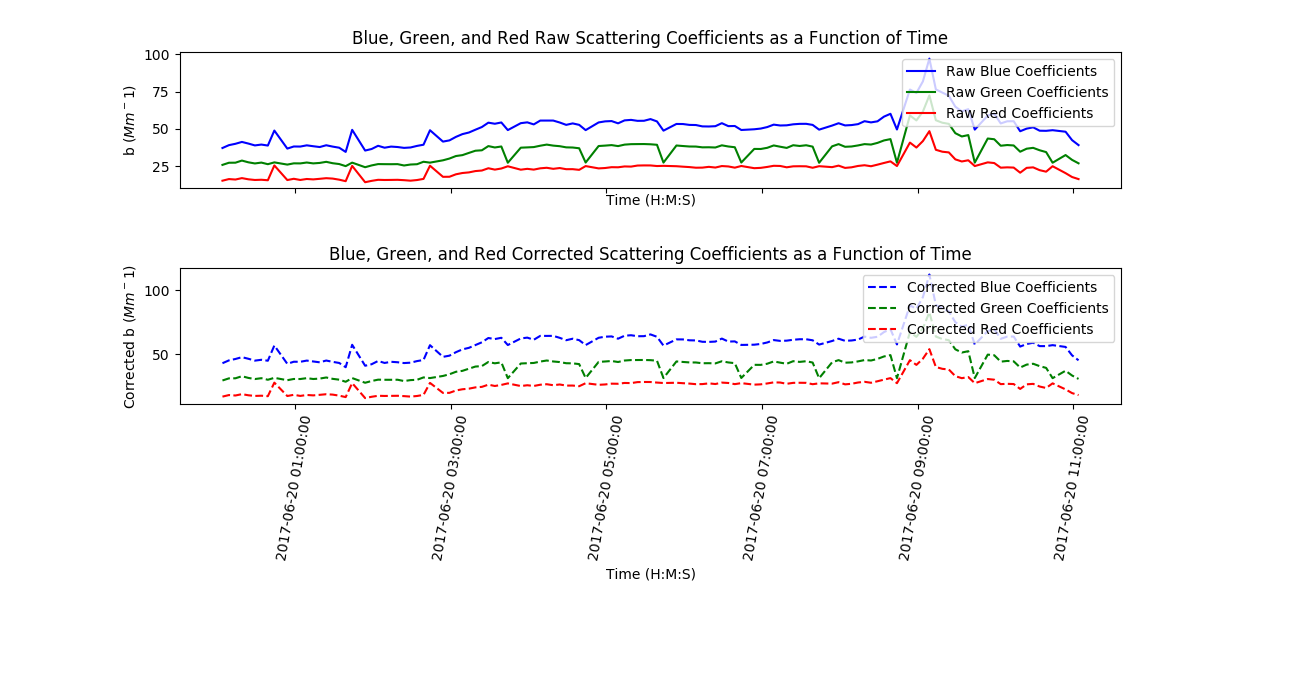 Blue, Green, and Red Raw Scattering Coefficients as a Function of Time
100
75
50
25
b (Mm⁻1)
Raw Blue Coefficients
Raw Green Coefficients
Raw Red Coefficients
Time (H:M:S)
Blue, Green, and Red Corrected Scattering Coefficients as a Function of Time
100
50
Corrected b (Mm⁻1)
Corrected Blue Coefficients
Corrected Green Coefficients
Corrected Red Coefficients
2017-06-20 01:00:00
2017-06-20 03:00:00
2017-06-20 05:00:00
2017-06-20 07:00:00
2017-06-20 09:00:00
2017-06-20 11:00:00
Time (H:M:S)